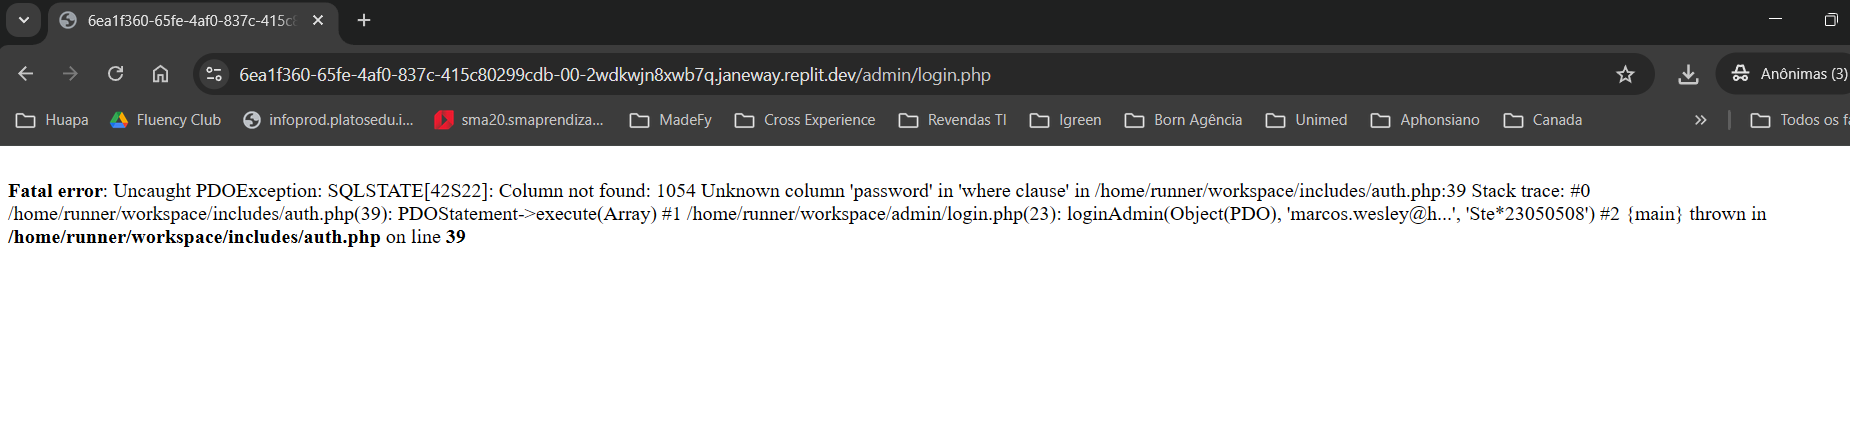 6ea1f360-65fe-4af0-837c-415c8
6ea1f360-65fe-4af0-837c-415c80299cdb-00-2wdkwjn8xwb7q.janeway.replit.dev/admin/login.php
Anônimas (3)
Huapa Fluency Club infoprod.platosedu.i... sma20.smaprendiza... MadeFy Cross Experience Revendas TI Igreen Born Agência Unimed Aphonsiano Canada » Todos os fa
Fatal error: Uncaught PDOException: SQLSTATE[42S22]: Column not found: 1054 Unknown column 'password' in 'where clause' in /home/runner/workspace/includes/auth.php:39 Stack trace: #0
/home/runner/workspace/includes/auth.php(39): PDOStatement->execute(Array) #1 /home/runner/workspace/admin/login.php(23): loginAdmin(Object(PDO), 'marcos.wesley@h...', 'Ste*23050508') #2 {main} thrown in
/home/runner/workspace/includes/auth.php on line 39